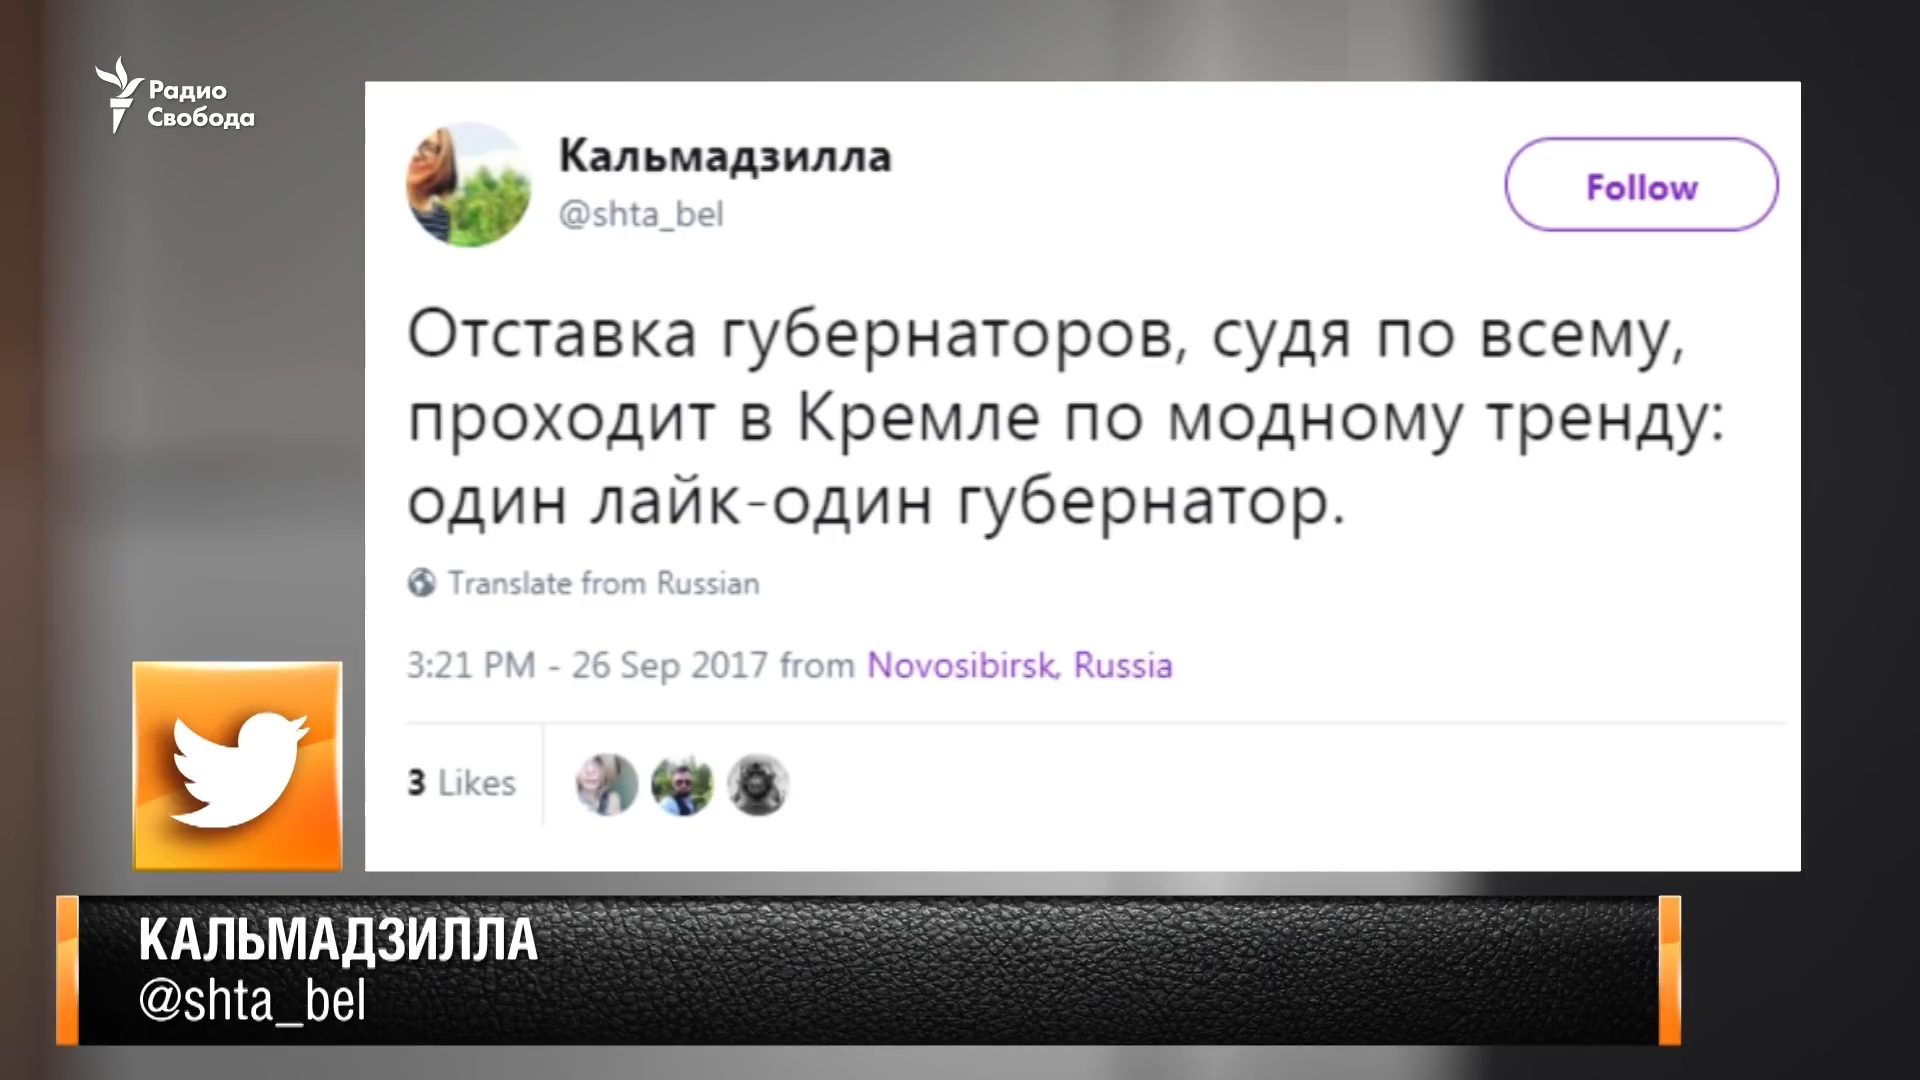 Радио
Свобода
Кальмадзилла
@shta_bel
Follow
Отставка губернаторов, судя по всему,
проходит в Кремле по модному тренду:
один лайк-один губернатор.
Translate from Russian
3:21 PM - 26 Sep 2017 from Novosibirsk, Russia
3 Likes
КАЛЬМАДЗИЛЛА
@shta_bel